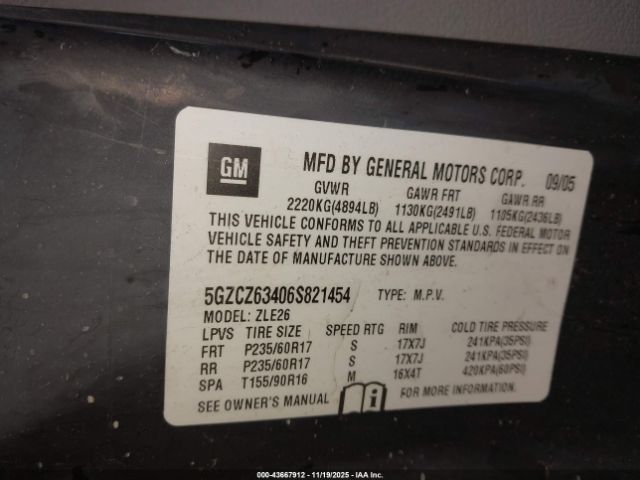 GM
MFD BY GENERAL MOTORS CORP. 09/05
GVWR GAWR FRT GAWR RR
2220KG(4894LB) 1130KG(2491LB) 1105KG(2436LB)
THIS VEHICLE CONFORMS TO ALL APPLICABLE U.S. FEDERAL MOTOR
VEHICLE SAFETY AND THEFT PREVENTION STANDARDS IN EFFECT ON
THE DATE OF MANUFACTURE SHOWN ABOVE.
5GZCZ63406S821454 TYPE: M.P.V.
MODEL: ZLE26
LPVS TIRE SIZE SPEED RTG RIM COLD TIRE PRESSURE
FRT P235/60R17 S 17X7J 241KPA(35PSI)
RR P235/60R17 S 17X7J 241KPA(35PSI)
SPA T155/90R16 M 16X4T 420KPA(60PSI)
SEE OWNER'S MANUAL FOR MORE INFORMATION.
000-43667912 - 11/19/2025 - IAA Inc.